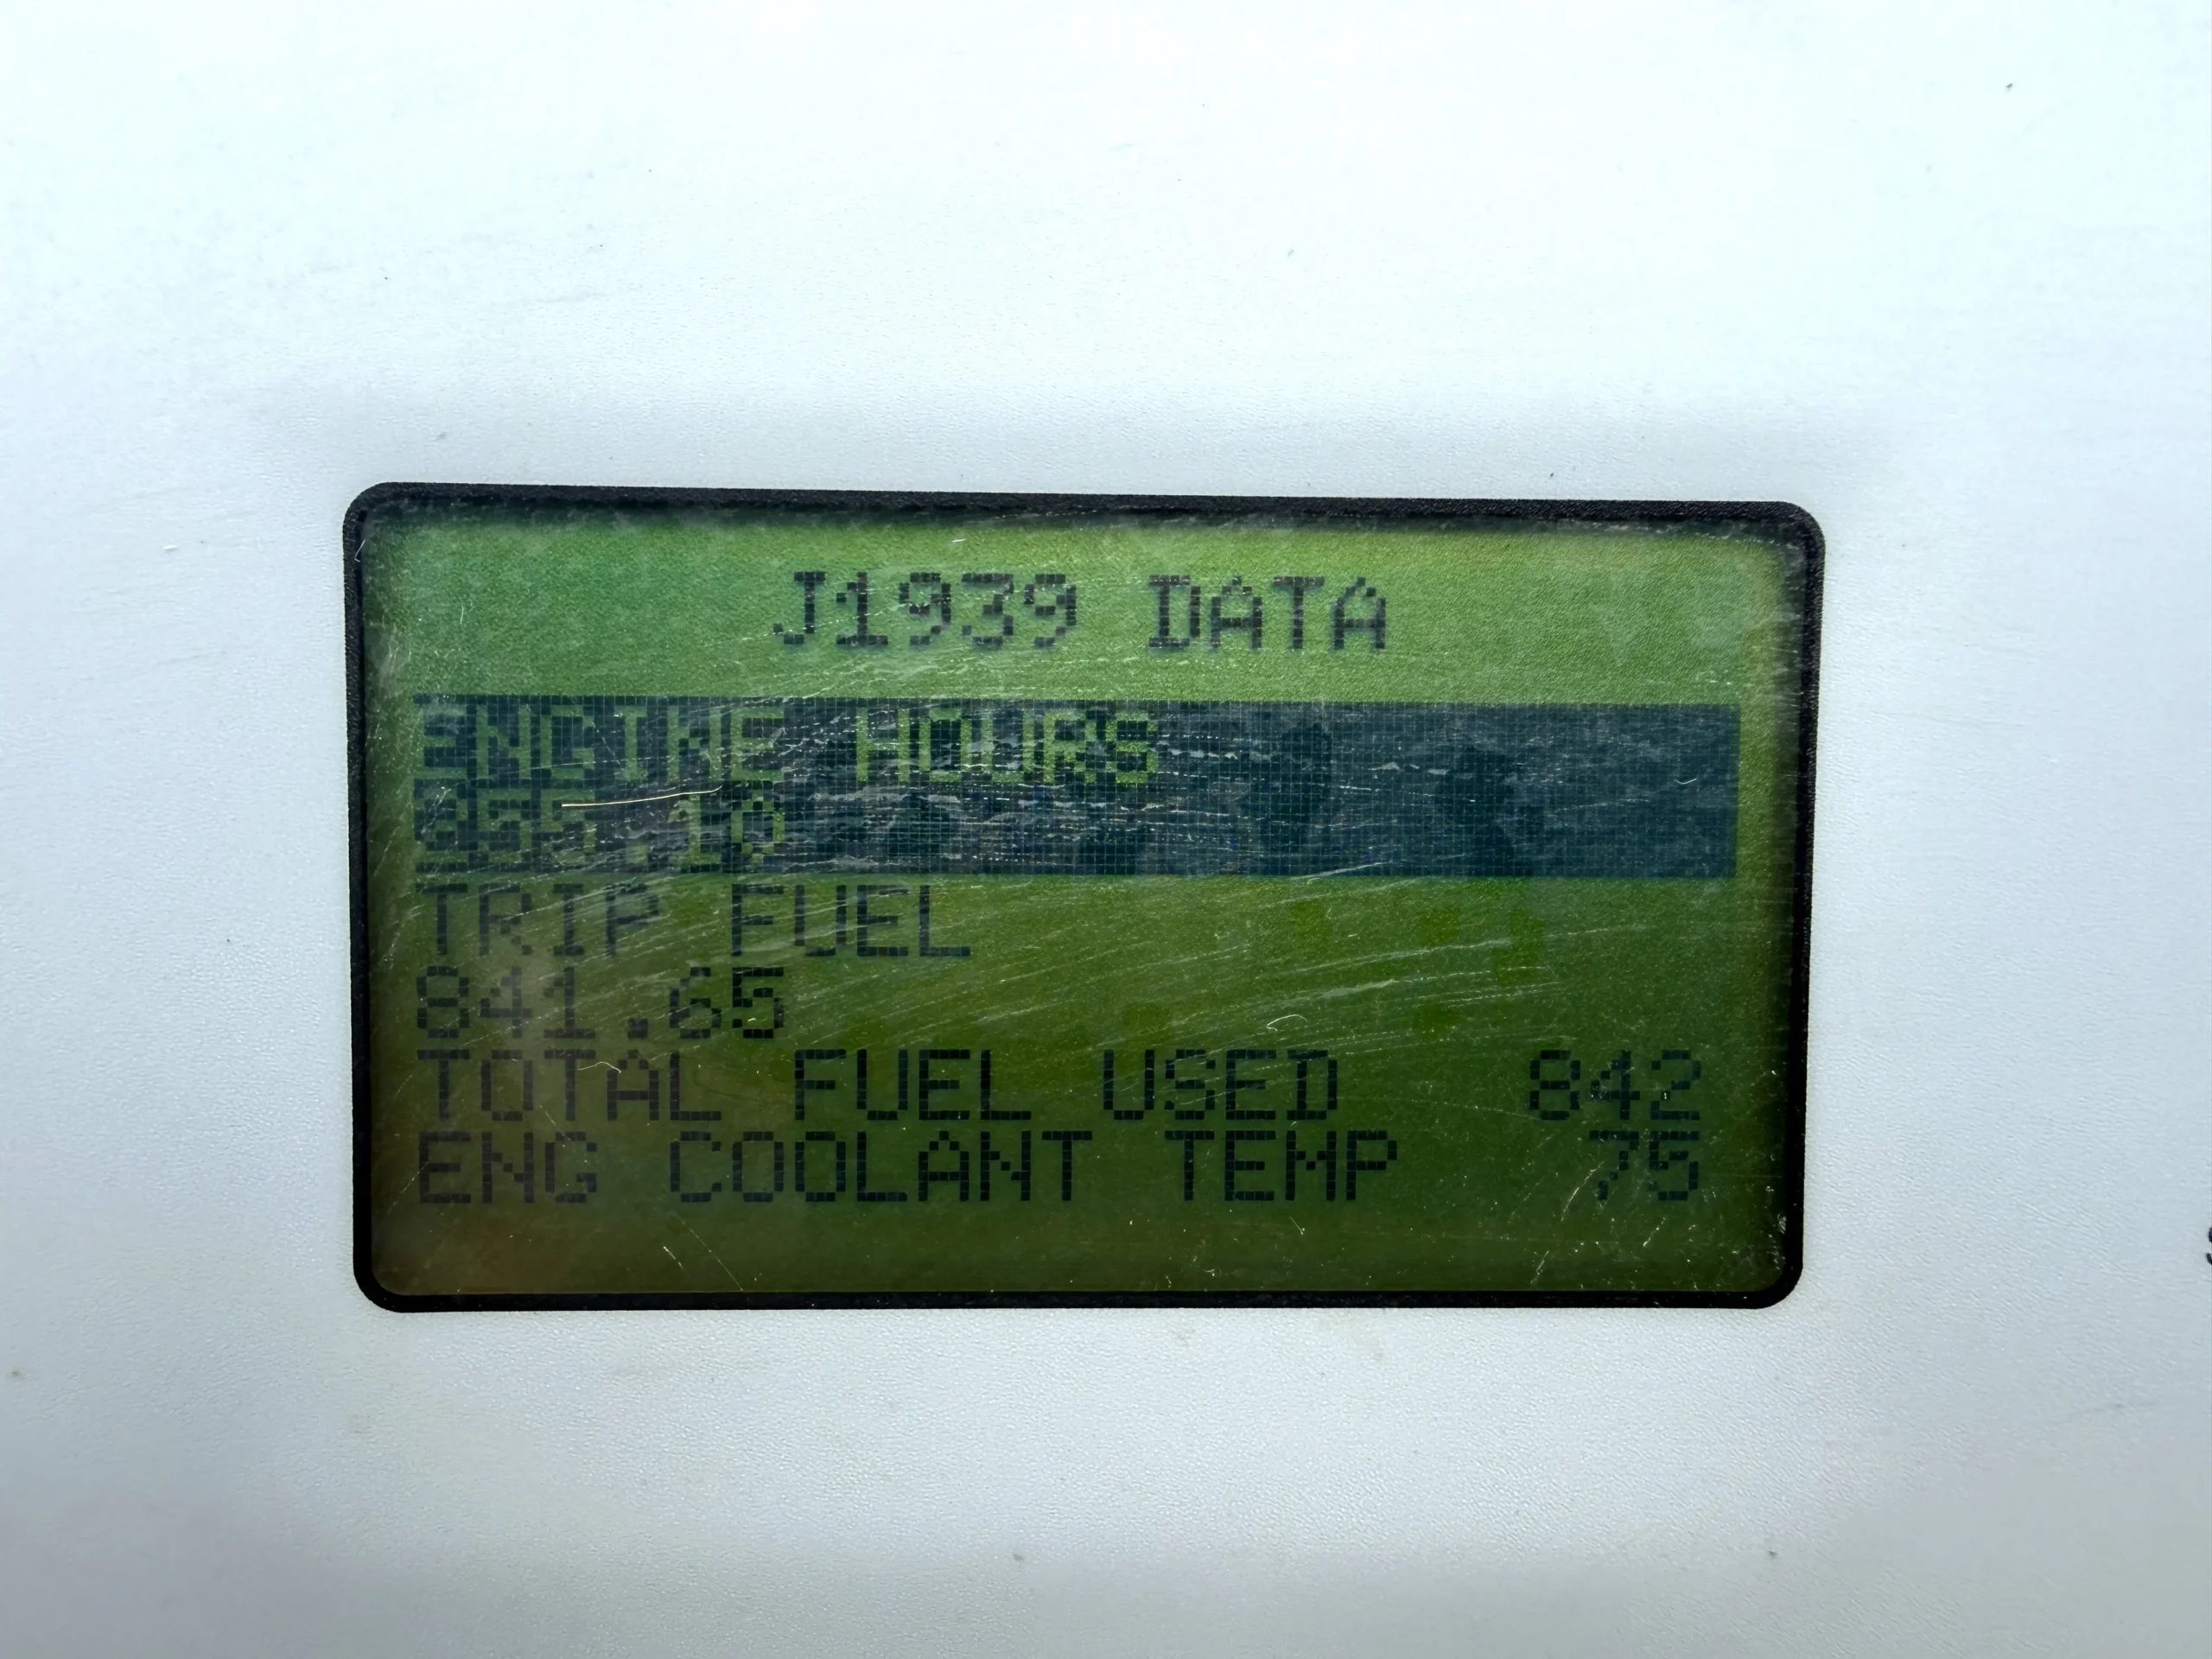 J1939 DATA
ENGINE HOURS
TRIP FUEL
841.65
TOTAL FUEL USED 842
ENG COOLANT TEMP 75